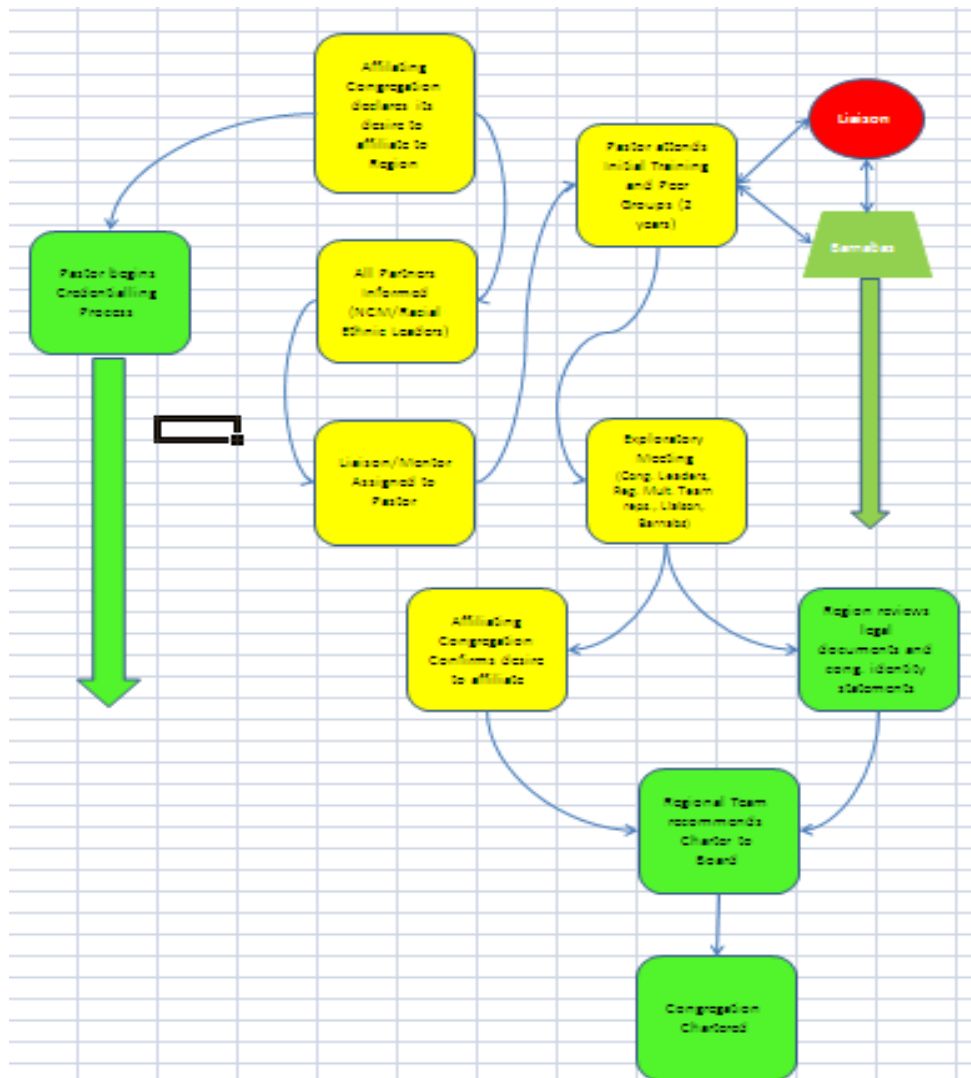 Affiliating
Congregation
declares its
desire to
affiliate to
Region
Pastor begins
Credentialling
Process
All Partners
Informed
(NCM/Racial
Ethnic Leaders)
Liaison/Mentor
Assigned to
Pastor
Pastor attends
Initial Training
and Peer
Groups (2
years)
Liaison
Barnabas
Exploratory
Meeting
(Cong. Leaders,
Reg. Mult. Team
reps., Liaison,
Barnabs)
Affiliating
Congregation
Confirms desire
to affiliate
Region reviews
legal
documents and
cong. identity
statements
Regional Team
recommends
Charter to
Board
Congregation
Chartered